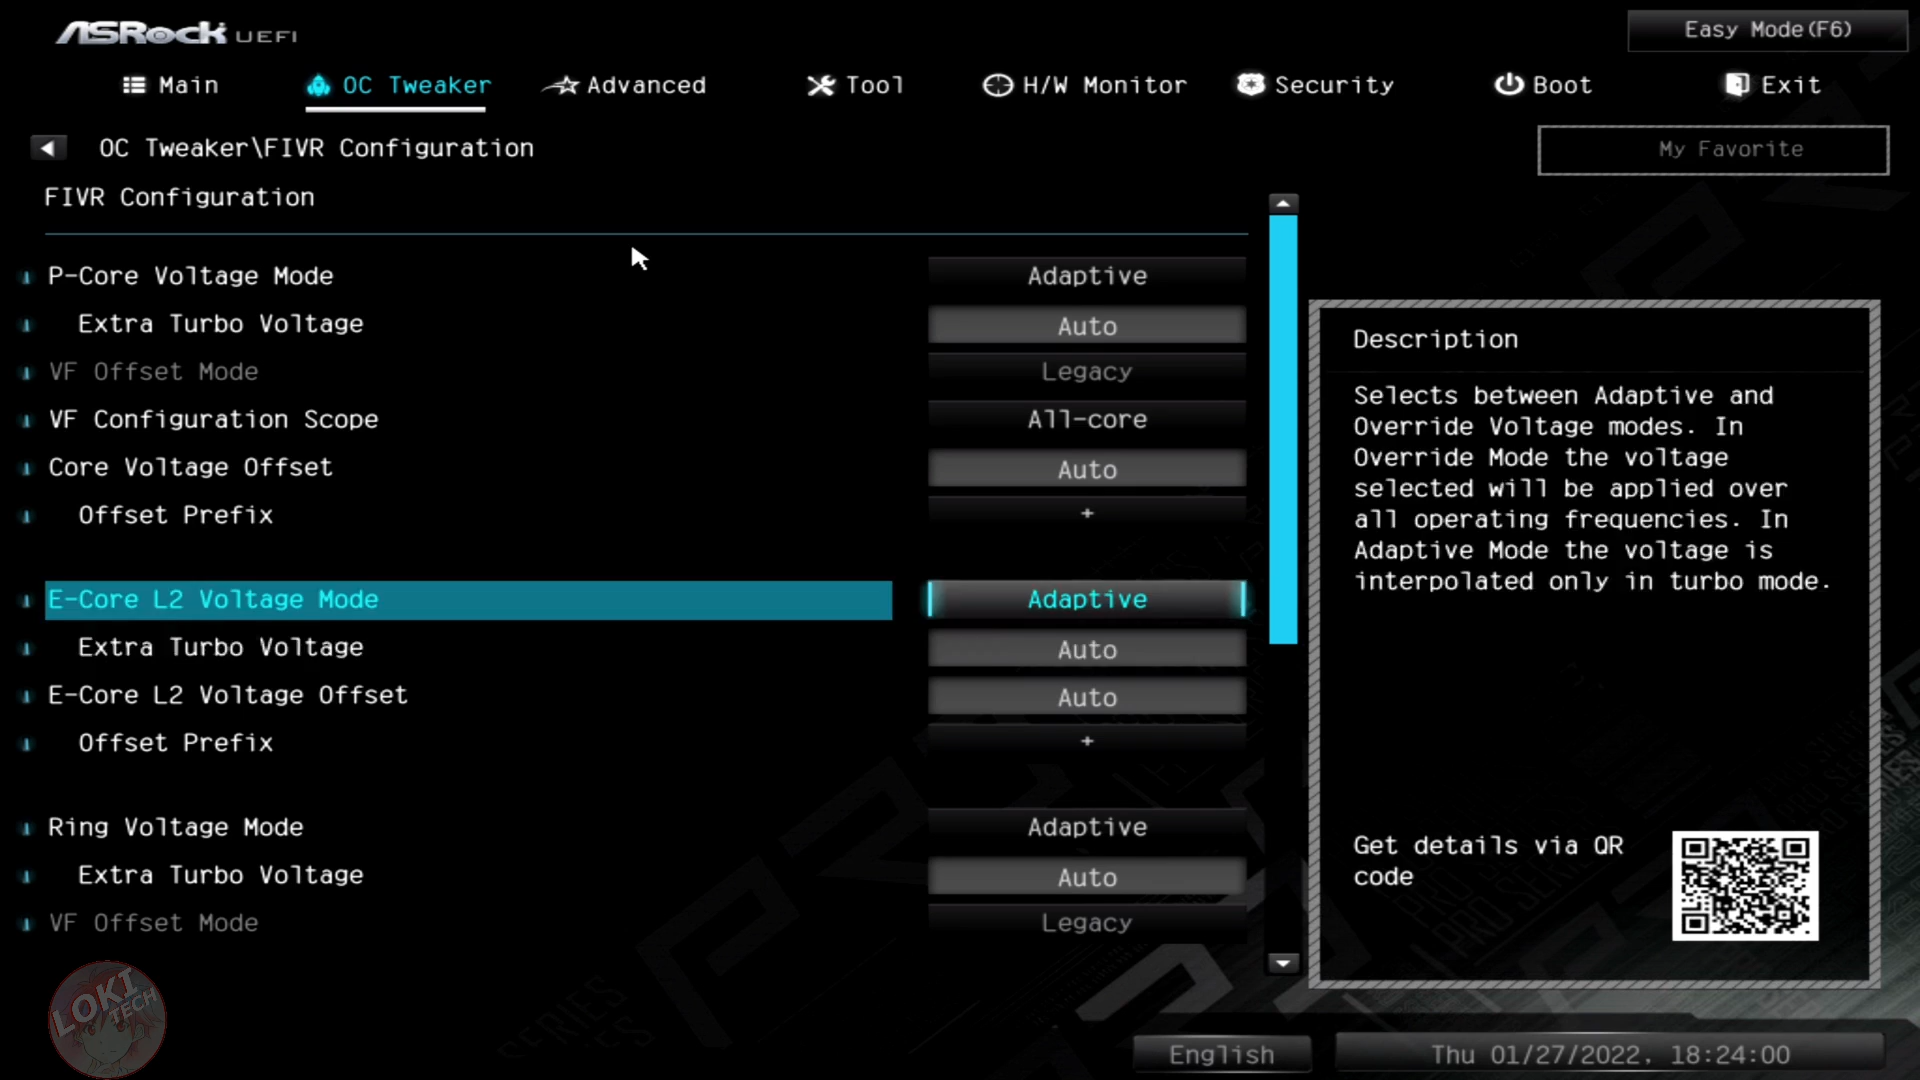 ASRock UEFI
Easy Mode(F6)
Main OC Tweaker Advanced Tool H/W Monitor Security Boot Exit
OC Tweaker\FIVR Configuration
My Favorite
FIVR Configuration
P-Core Voltage Mode Adaptive
Extra Turbo Voltage Auto
VF Offset Mode Legacy
VF Configuration Scope All-core
Core Voltage Offset Auto
Offset Prefix +
E-Core L2 Voltage Mode Adaptive
Extra Turbo Voltage Auto
E-Core L2 Voltage Offset Auto
Offset Prefix +
Ring Voltage Mode Adaptive
Extra Turbo Voltage Auto
VF Offset Mode Legacy
Description
Selects between Adaptive and
Override Voltage modes. In
Override Mode the voltage
selected will be applied over
all operating frequencies. In
Adaptive Mode the voltage is
interpolated only in turbo mode.
Get details via QR
code
LOKI
TECH
English
Thu 01/27/2022, 18:24:00